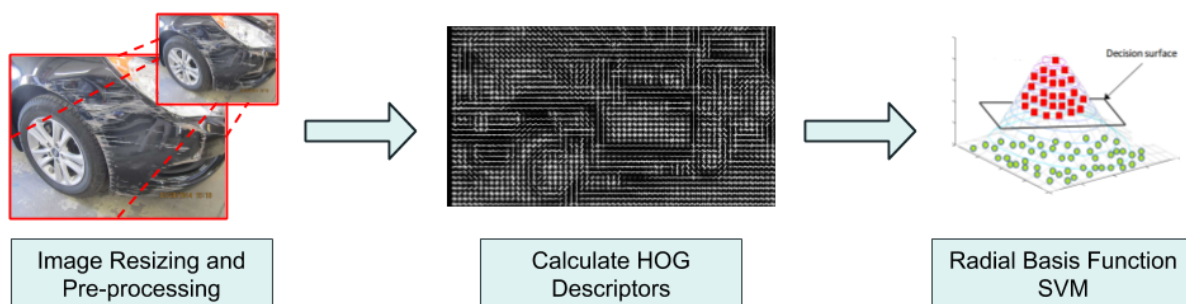 Decision surface
Image Resizing and
Pre-processing
Calculate HOG
Descriptors
Radial Basis Function
SVM